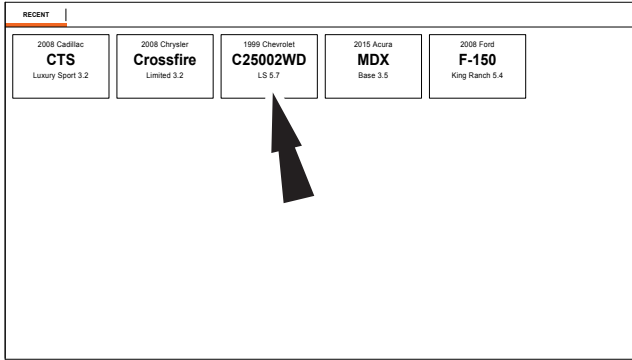 RECENT
2008 Cadillac
CTS
Luxury Sport 3.2
2008 Chrysler
Crossfire
Limited 3.2
1999 Chevrolet
C25002WD
LS 5.7
2015 Acura
MDX
Base 3.5
2008 Ford
F-150
King Ranch 5.4